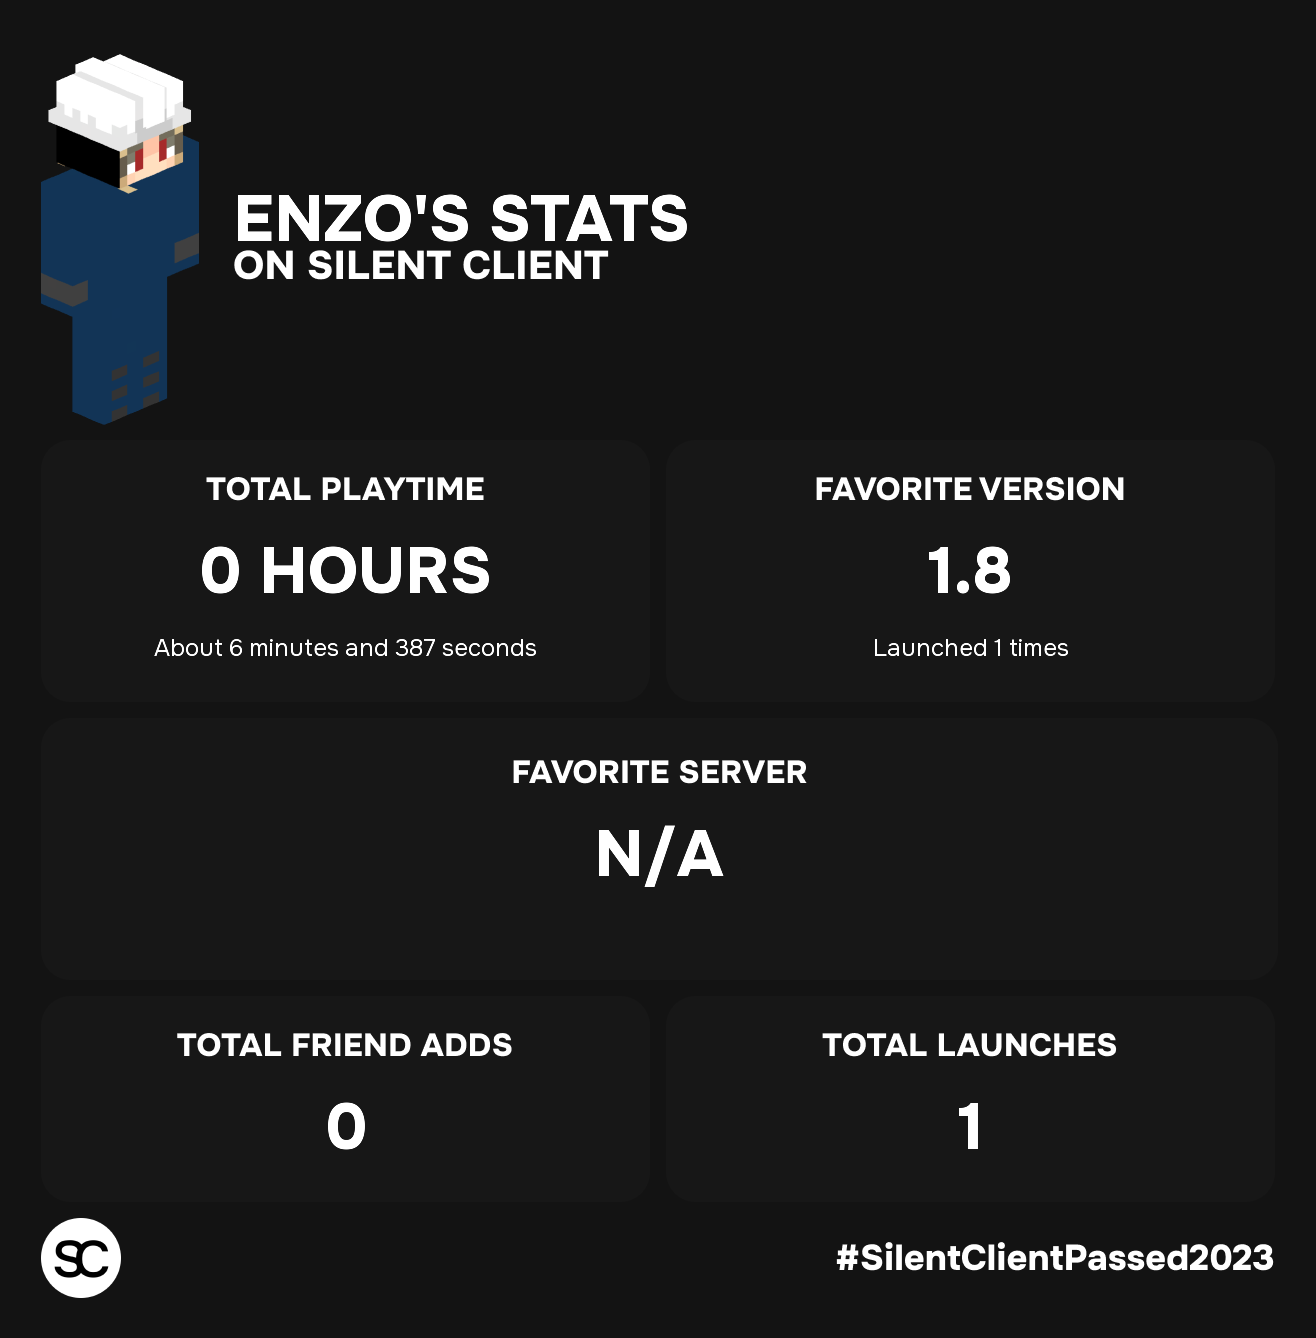 ENZO'S STATS
ON SILENT CLIENT
TOTAL PLAYTIME
0 HOURS
About 6 minutes and 387 seconds
FAVORITE VERSION
1.8
Launched 1 times
FAVORITE SERVER
N/A
TOTAL FRIEND ADDS
0
TOTAL LAUNCHES
1
SC
#SilentClientPassed2023